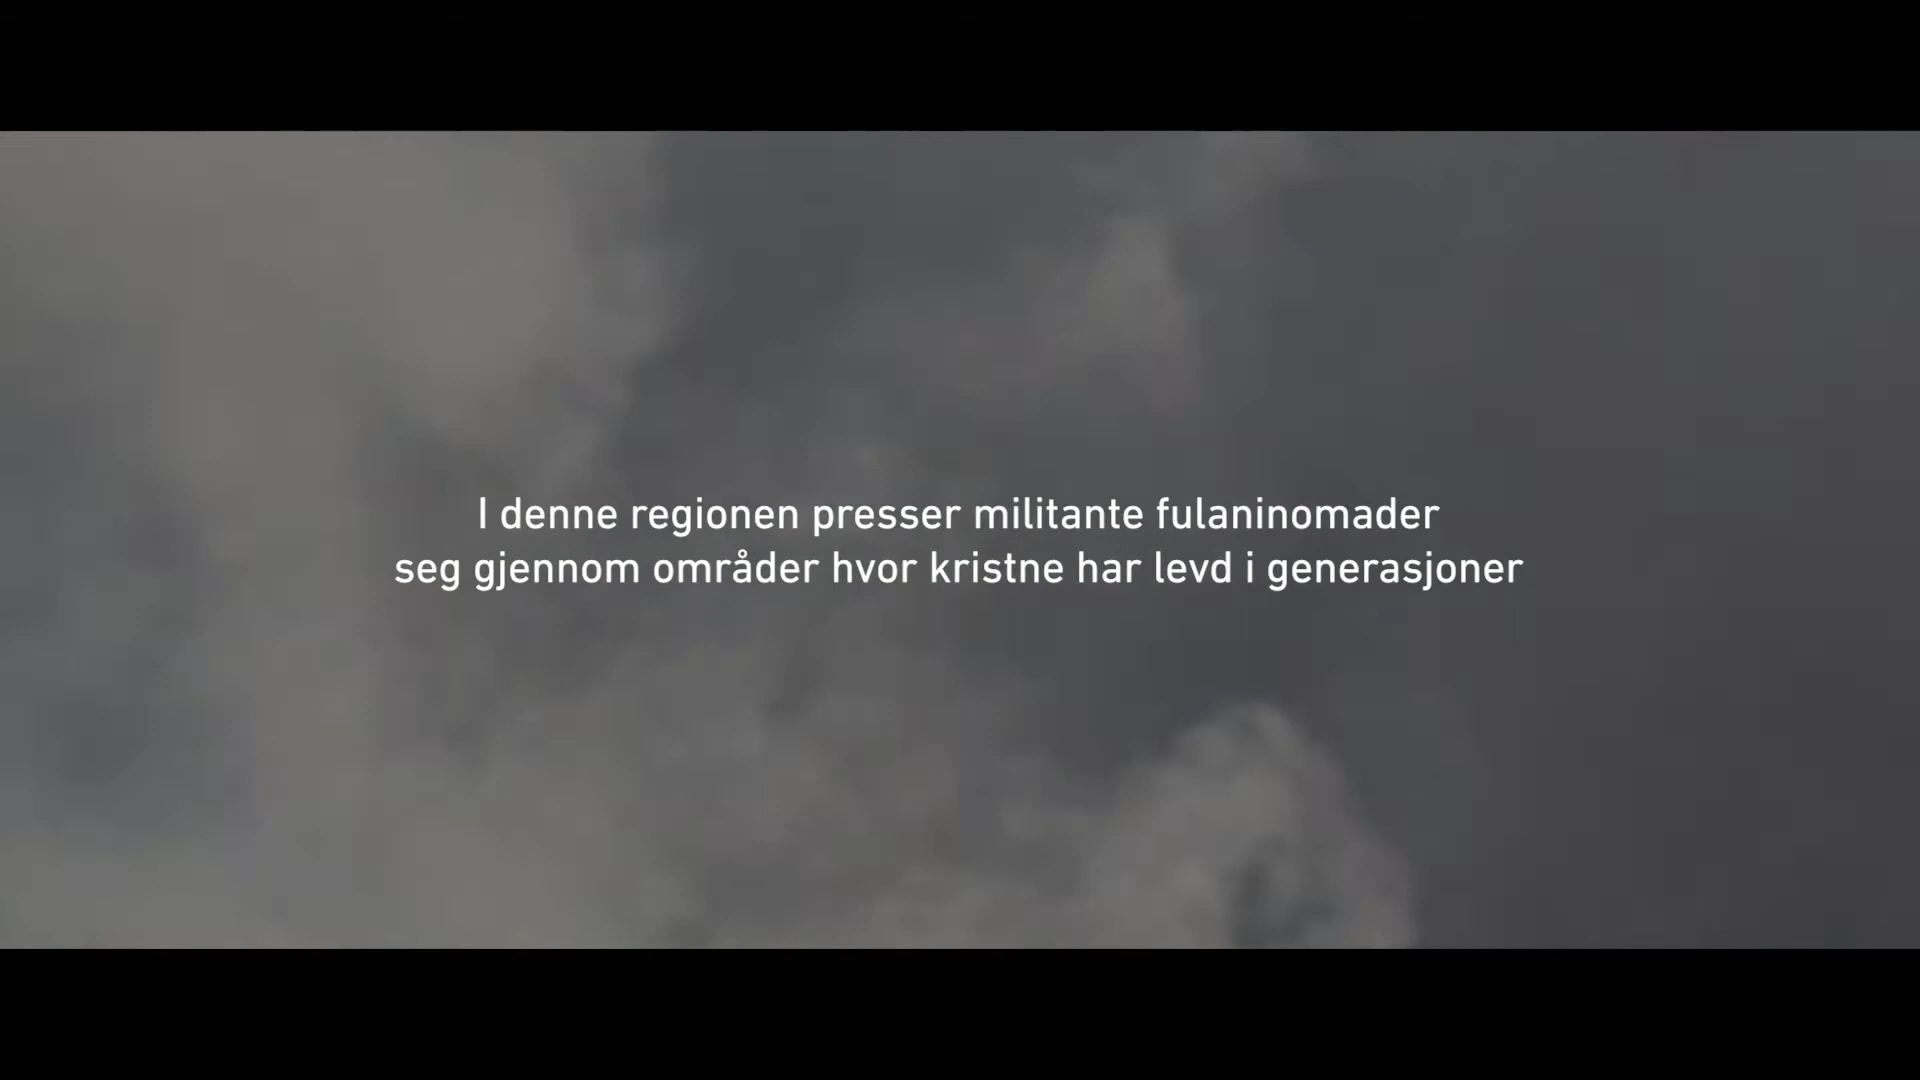 I denne regionen presser militante fulaninomader
seg gjennom områder hvor kristne har levd i generasjoner